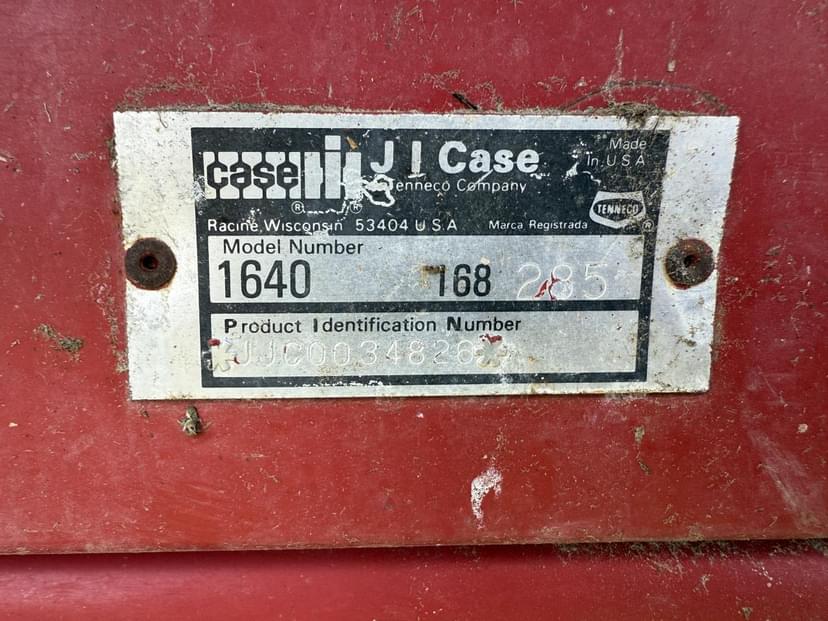 case IH J I Case Made
A Tenneco Company In U.S.A
Racine, Wisconsin 53404 U.S.A Marca Registrada TENNECO
Model Number
1640 168 285
Product Identification Number
*JJC0034826*